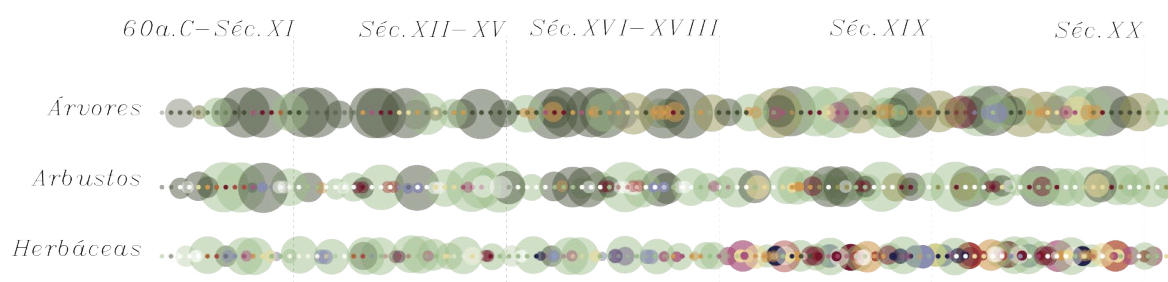 60a.C-Séc.XI Séc.XII-XV Séc.XVI-XVIII Séc.XIX Séc.XX
Árvores
Arbustos
Herbáceas